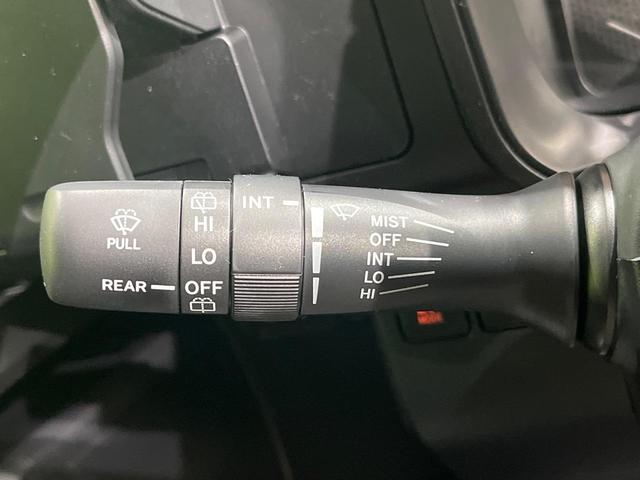 PULL
REAR
HI
LO
OFF
INT
MIST
OFF
INT
LO
HI